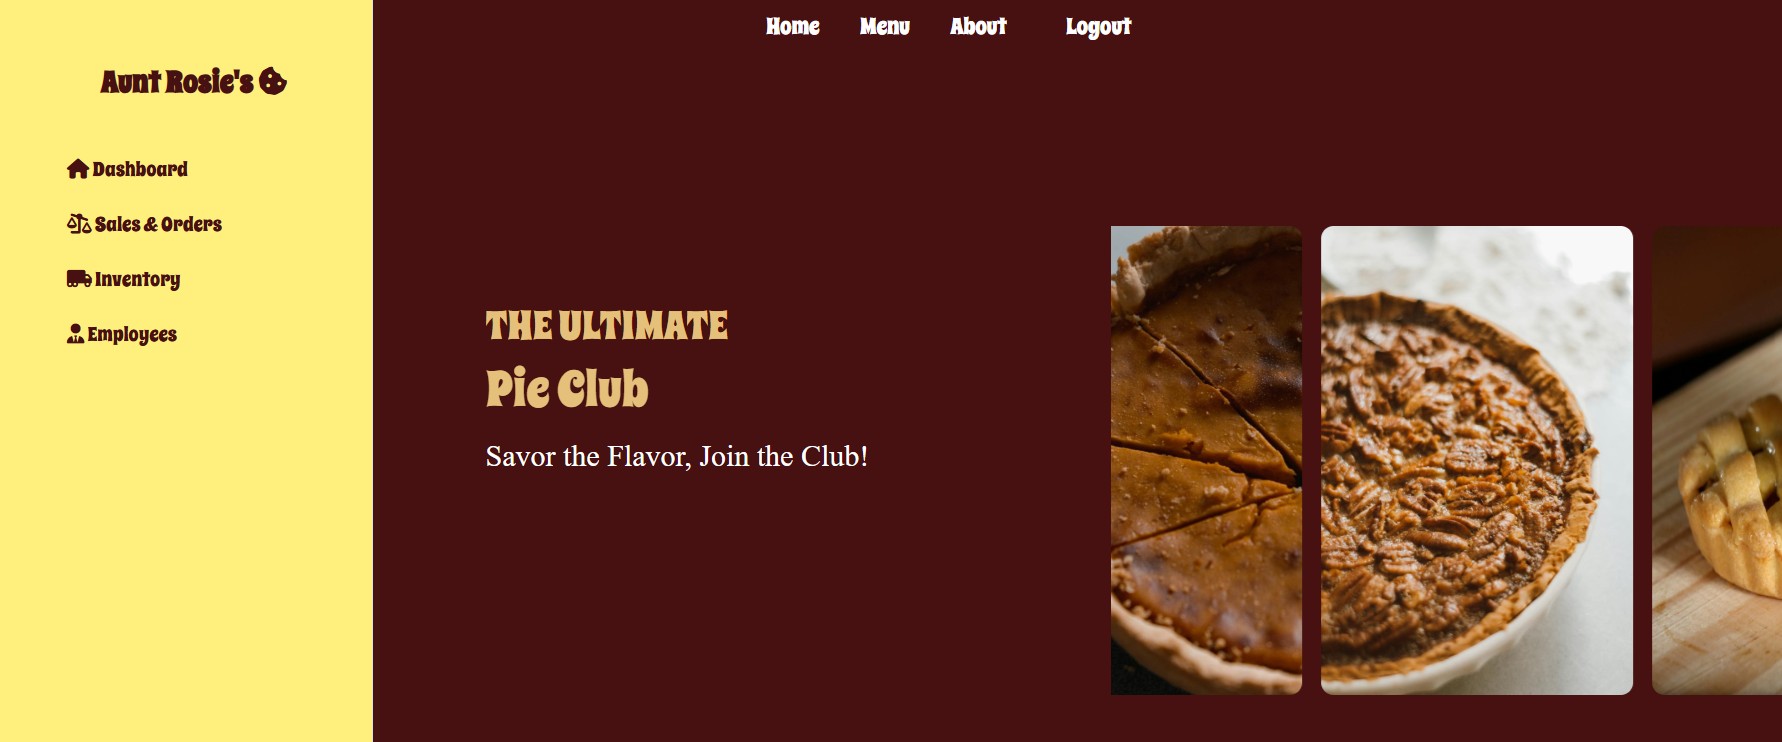 Home Menu About Logout
Aunt Rosie's
Dashboard
Sales & Orders
Inventory
Employees
THE ULTIMATE
Pie Club
Savor the Flavor, Join the Club!